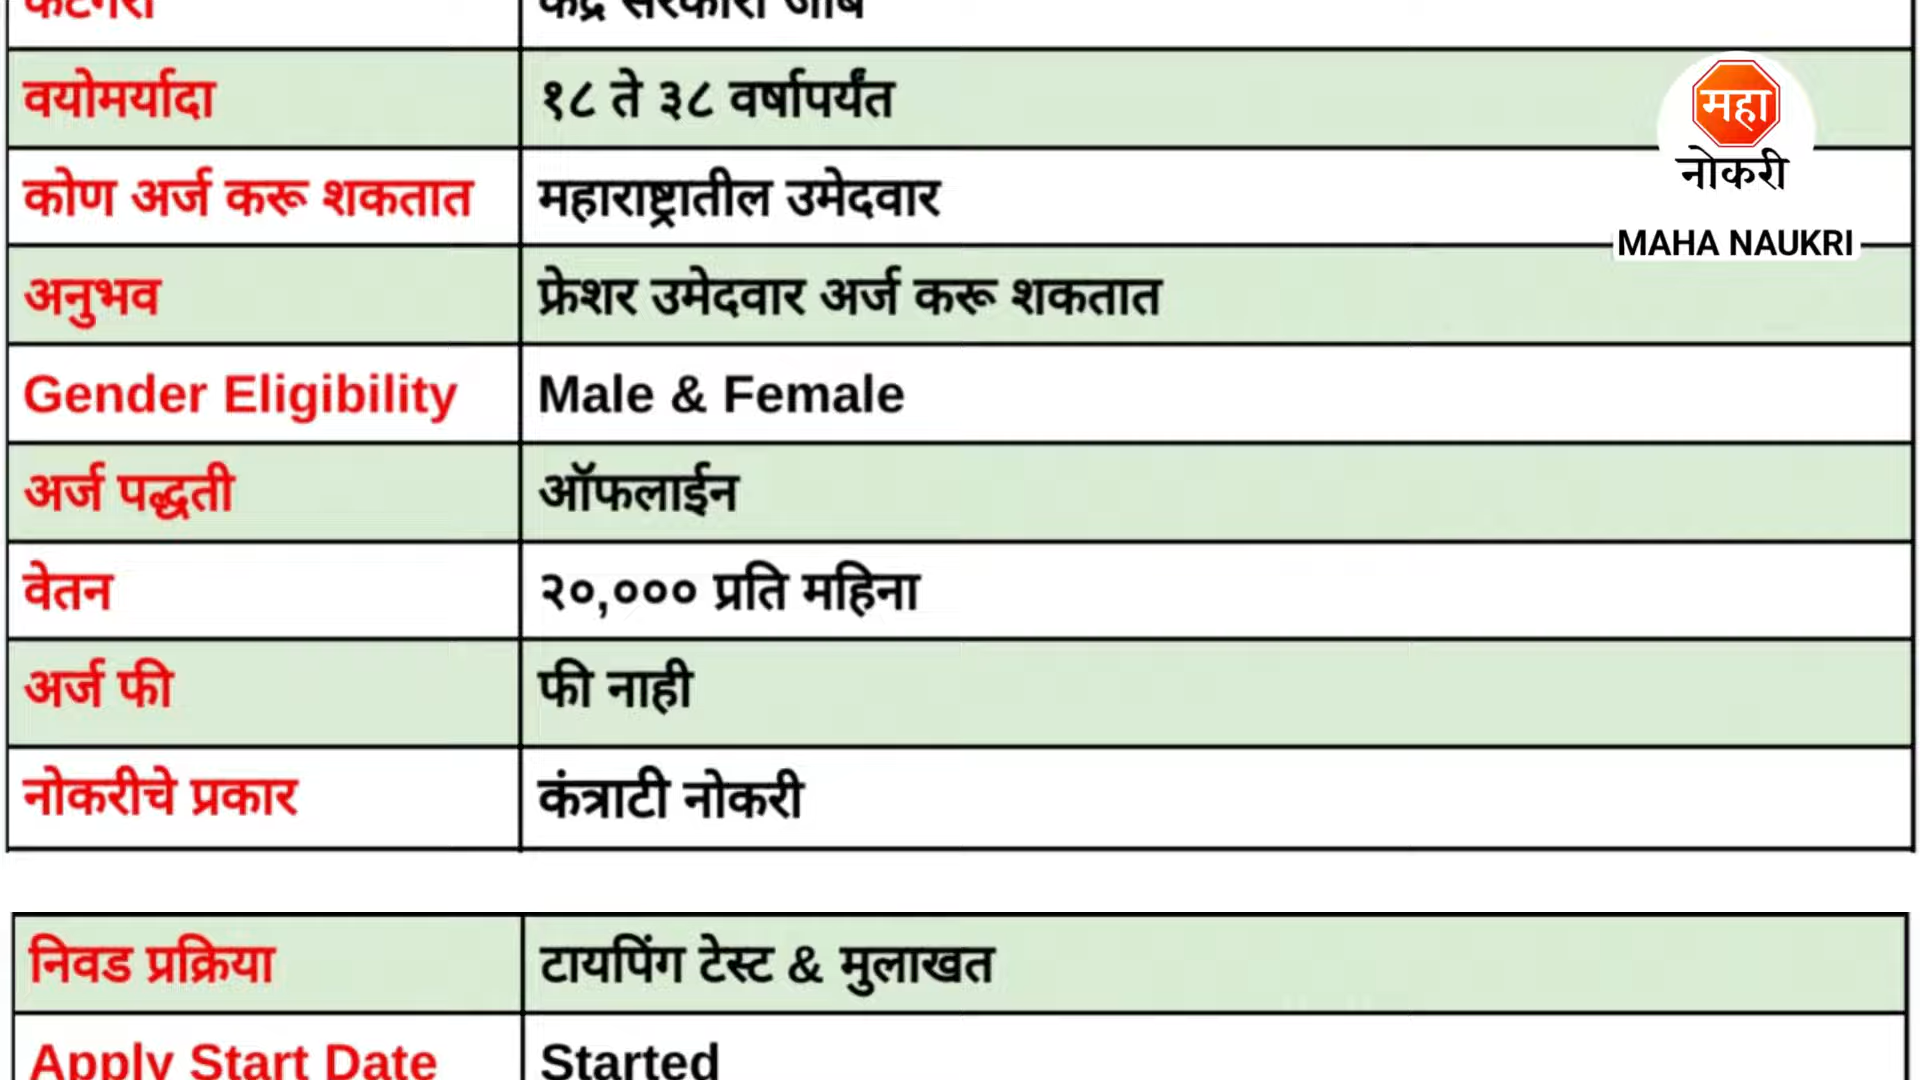 कॅटेगरी केंद्र सरकारी जॉब
वयोमर्यादा १८ ते ३८ वर्षापर्यंत
महा
कोण अर्ज करू शकतात महाराष्ट्रातील उमेदवार
नोकरी
MAHA NAUKRI
अनुभव फ्रेशर उमेदवार अर्ज करू शकतात
Gender Eligibility Male & Female
अर्ज पद्धती ऑफलाईन
वेतन २०,००० प्रति महिना
अर्ज फी फी नाही
नोकरीचे प्रकार कंत्राटी नोकरी
निवड प्रक्रिया टायपिंग टेस्ट & मुलाखत
Apply Start Date Started